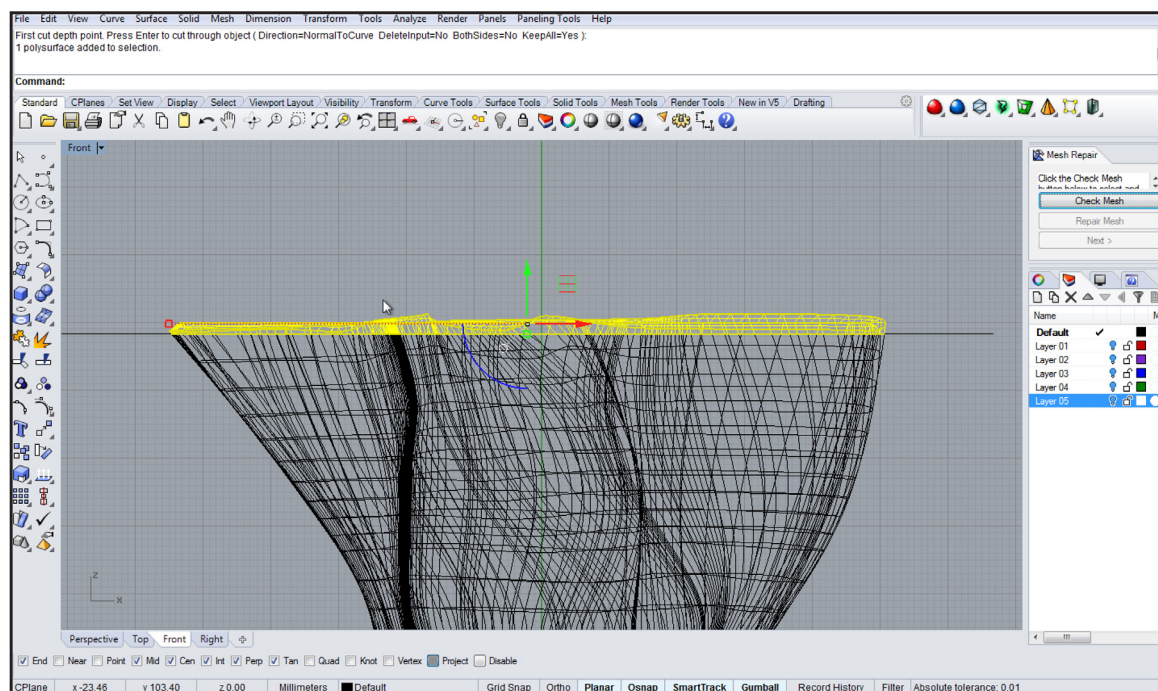 File Edit View Curve Surface Solid Mesh Dimension Transform Tools Analyze Render Panels Paneling Tools Help
First cut depth point. Press Enter to cut through object ( Direction=NormalToCurve DeleteInput=No BothSides=No KeepAll=Yes ):
1 polysurface added to selection.
Command:
Standard CPlanes Set View Display Select Viewport Layout Visibility Transform Curve Tools Surface Tools Solid Tools Mesh Tools Render Tools New in V5 Drafting
Front
Mesh Repair
Click the Check Mesh
button below to select and
Check Mesh
Repair Mesh
Next >
Name M
Default
Layer 01
Layer 02
Layer 03
Layer 04
Layer 05
z
x
Perspective Top Front Right
End Near Point Mid Cen Int Perp Tan Quad Knot Vertex Project Disable
CPlane x -23.46 y 103.40 z 0.00 Millimeters Default Grid Snap Ortho Planar Osnap SmartTrack Gumball Record History Filter Absolute tolerance: 0.01